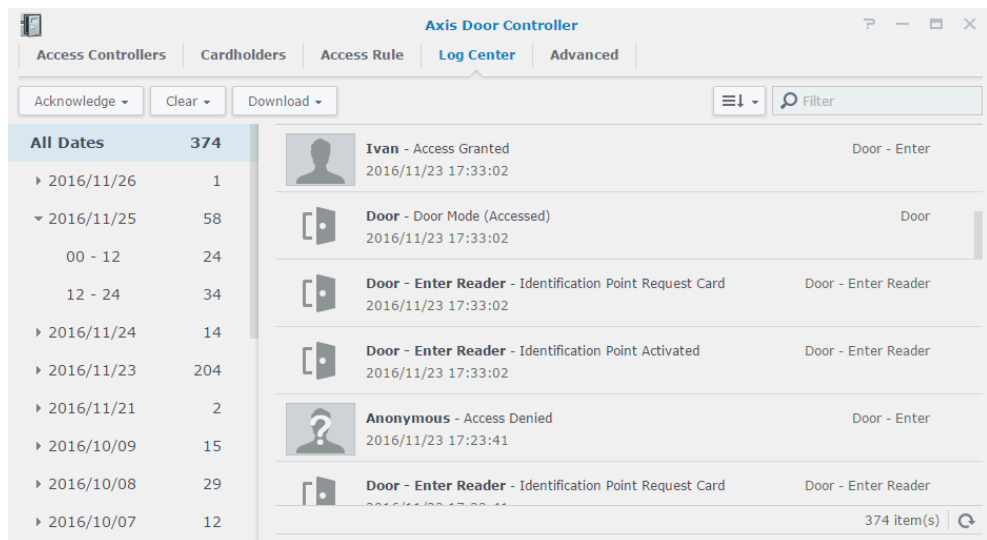 Axis Door Controller
Access Controllers Cardholders Access Rule Log Center Advanced
Acknowledge Clear Download Filter
All Dates 374
2016/11/26 1
2016/11/25 58
00 - 12 24
12 - 24 34
2016/11/24 14
2016/11/23 204
2016/11/21 2
2016/10/09 15
2016/10/08 29
2016/10/07 12
Ivan - Access Granted Door - Enter
2016/11/23 17:33:02
Door - Door Mode (Accessed) Door
2016/11/23 17:33:02
Door - Enter Reader - Identification Point Request Card Door - Enter Reader
2016/11/23 17:33:02
Door - Enter Reader - Identification Point Activated Door - Enter Reader
2016/11/23 17:33:02
Anonymous - Access Denied Door - Enter
2016/11/23 17:23:41
Door - Enter Reader - Identification Point Request Card Door - Enter Reader
374 item(s)